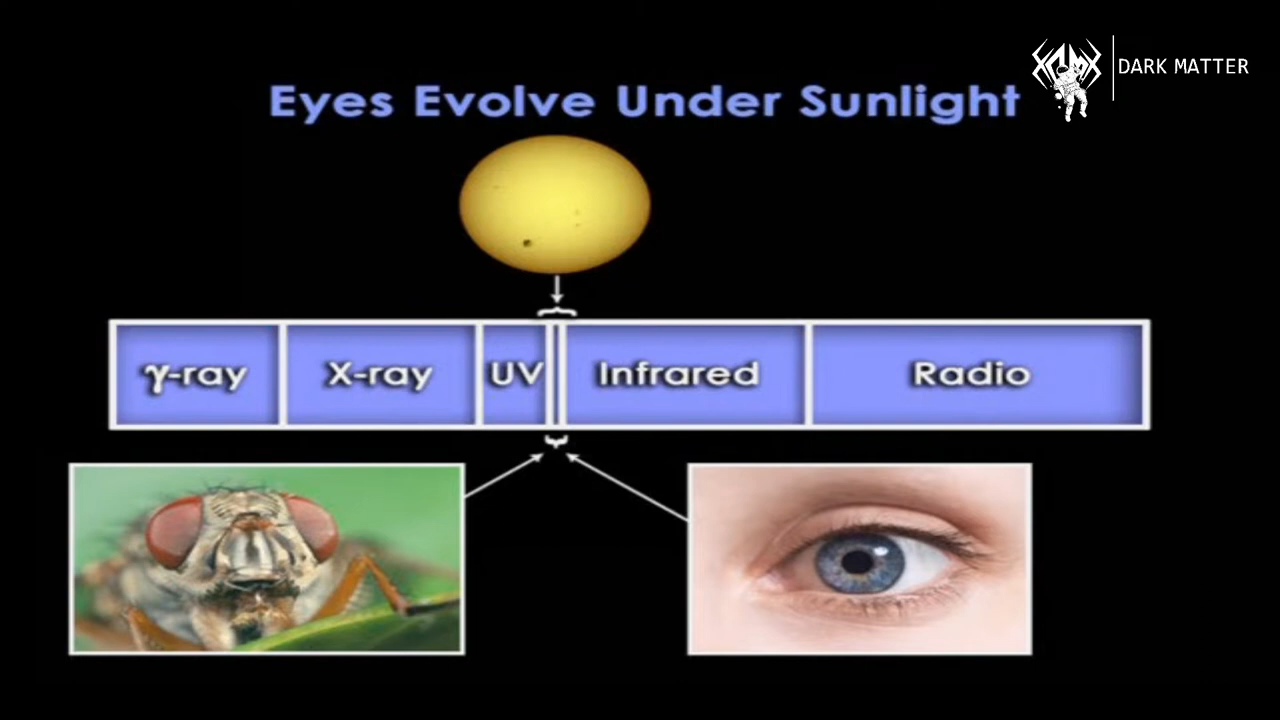 DARK MATTER
Eyes Evolve Under Sunlight
γ-ray
X-ray
UV
Infrared
Radio